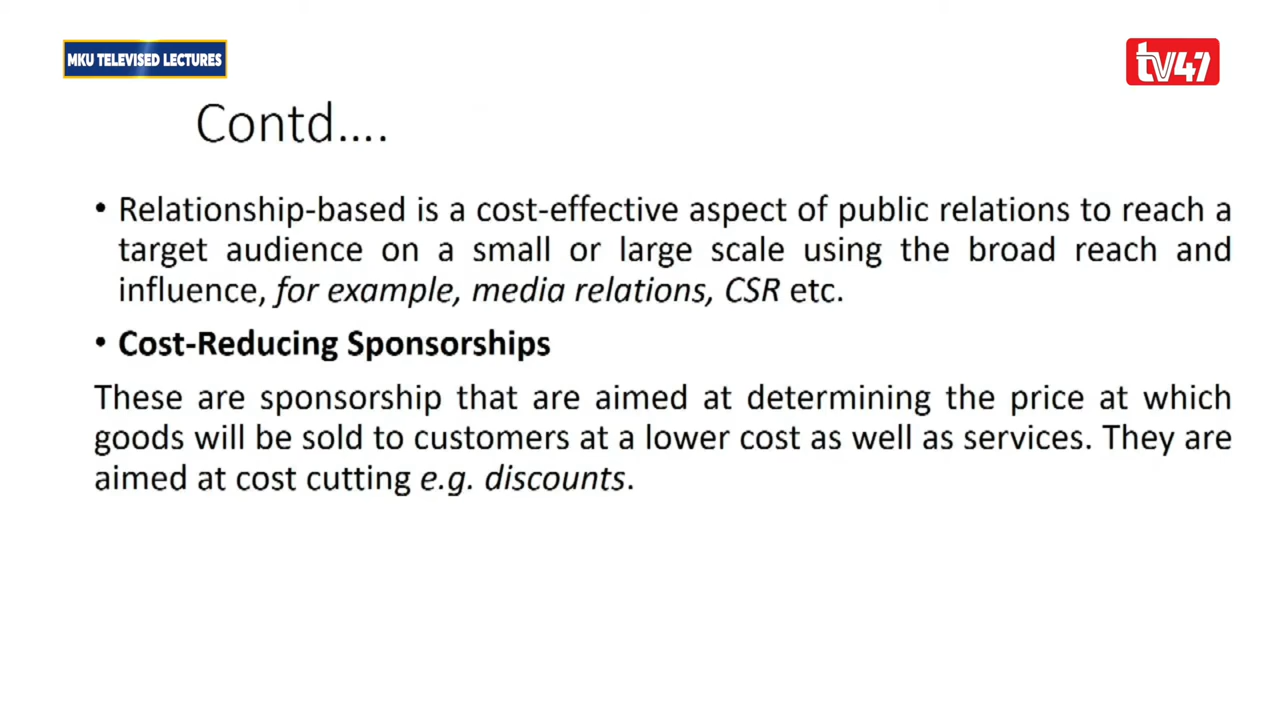 MKU TELEVISED LECTURES
tv47
Contd....
• Relationship-based is a cost-effective aspect of public relations to reach a
target audience on a small or large scale using the broad reach and
influence, for example, media relations, CSR etc.
• Cost-Reducing Sponsorships
These are sponsorship that are aimed at determining the price at which
goods will be sold to customers at a lower cost as well as services. They are
aimed at cost cutting e.g. discounts.